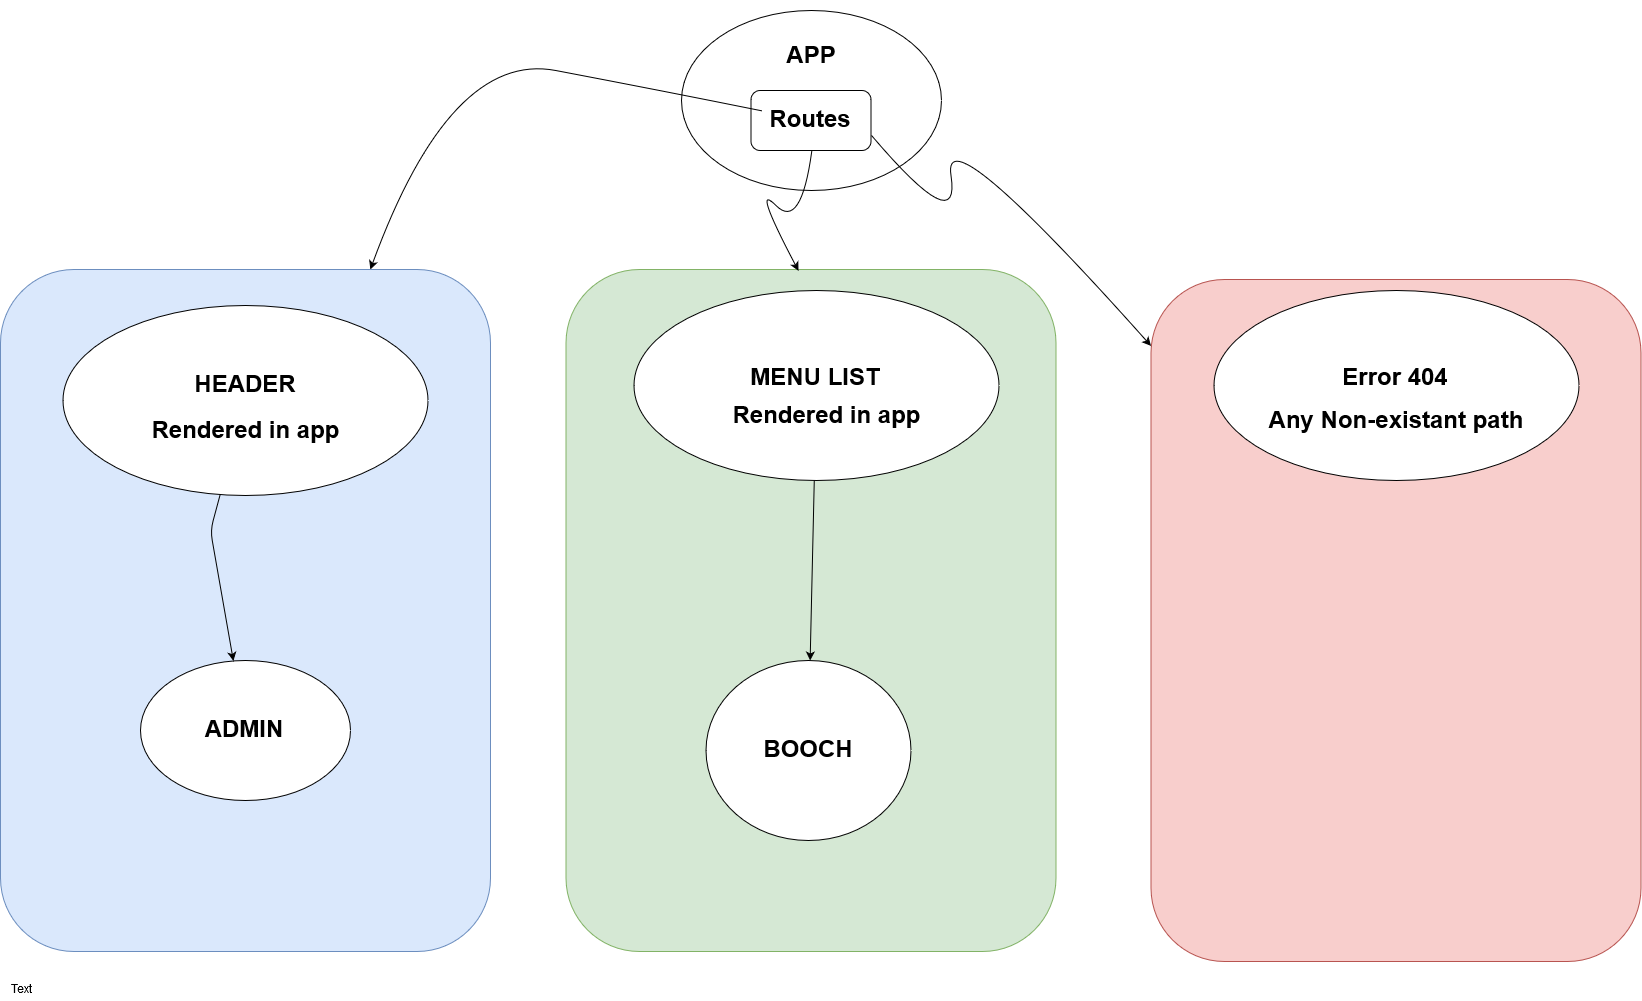 APP
Routes
HEADER
Rendered in app
MENU LIST
Rendered in app
Error 404
Any Non-existant path
ADMIN
BOOCH
Text